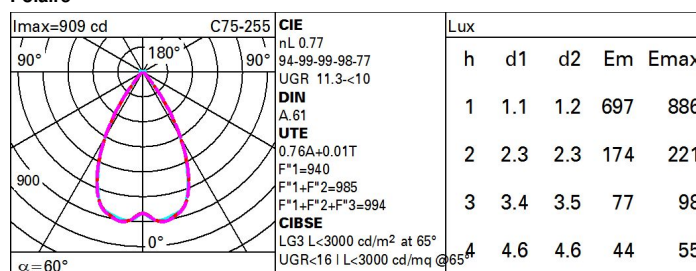 Imax=909 cd C75-255
90° 180° 90°
900
0°
α=60°
CIE
nL 0.77
94-99-99-98-77
UGR 11.3-<10
DIN
A.61
UTE
0.76A+0.01T
F"1=940
F"1+F"2=985
F"1+F"2+F"3=994
CIBSE
LG3 L<3000 cd/m² at 65°
UGR<16 | L<3000 cd/mq @65°
Lux
h d1 d2 Em Emax
1 1.1 1.2 697 886
2 2.3 2.3 174 221
3 3.4 3.5 77 98
4 4.6 4.6 44 55